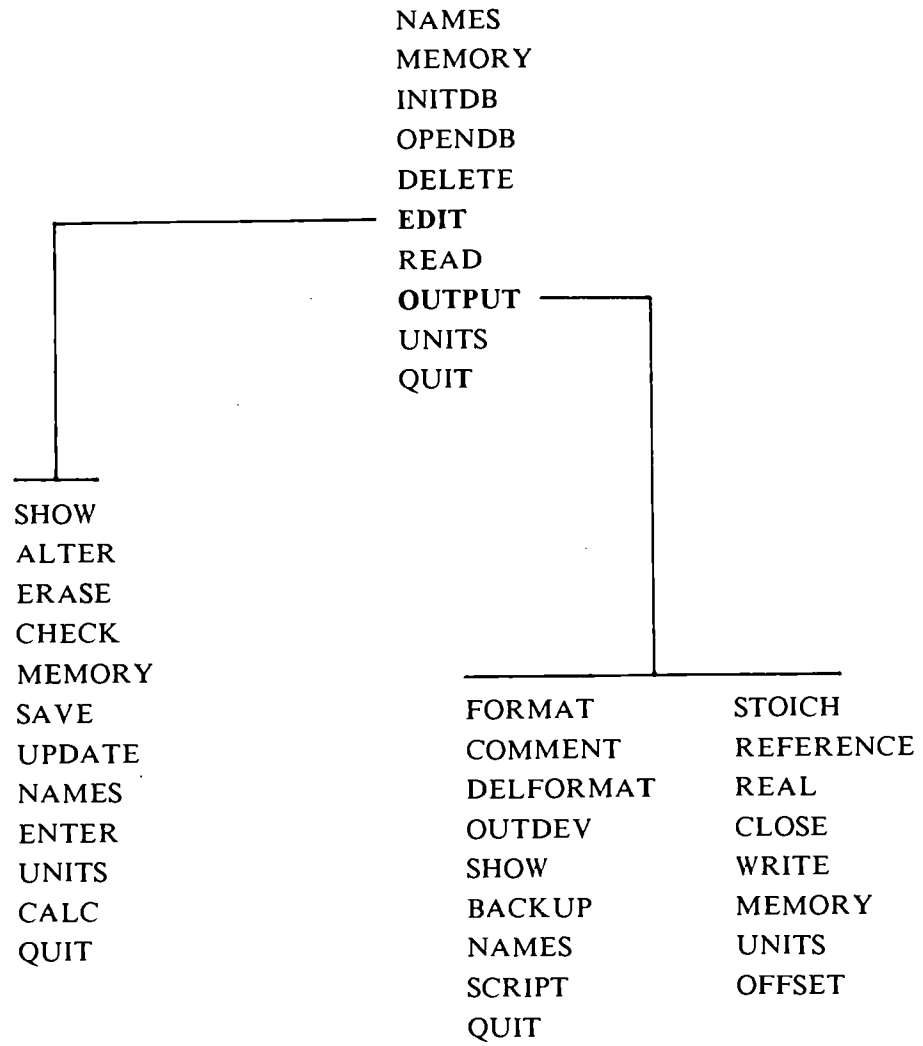 NAMES
MEMORY
INITDB
OPENDB
DELETE
EDIT
READ
OUTPUT
UNITS
QUIT
SHOW
ALTER
ERASE
CHECK
MEMORY
SAVE
UPDATE
NAMES
ENTER
UNITS
CALC
QUIT
FORMAT
COMMENT
DELFORMAT
OUTDEV
SHOW
BACKUP
NAMES
SCRIPT
QUIT
STOICH
REFERENCE
REAL
CLOSE
WRITE
MEMORY
UNITS
OFFSET